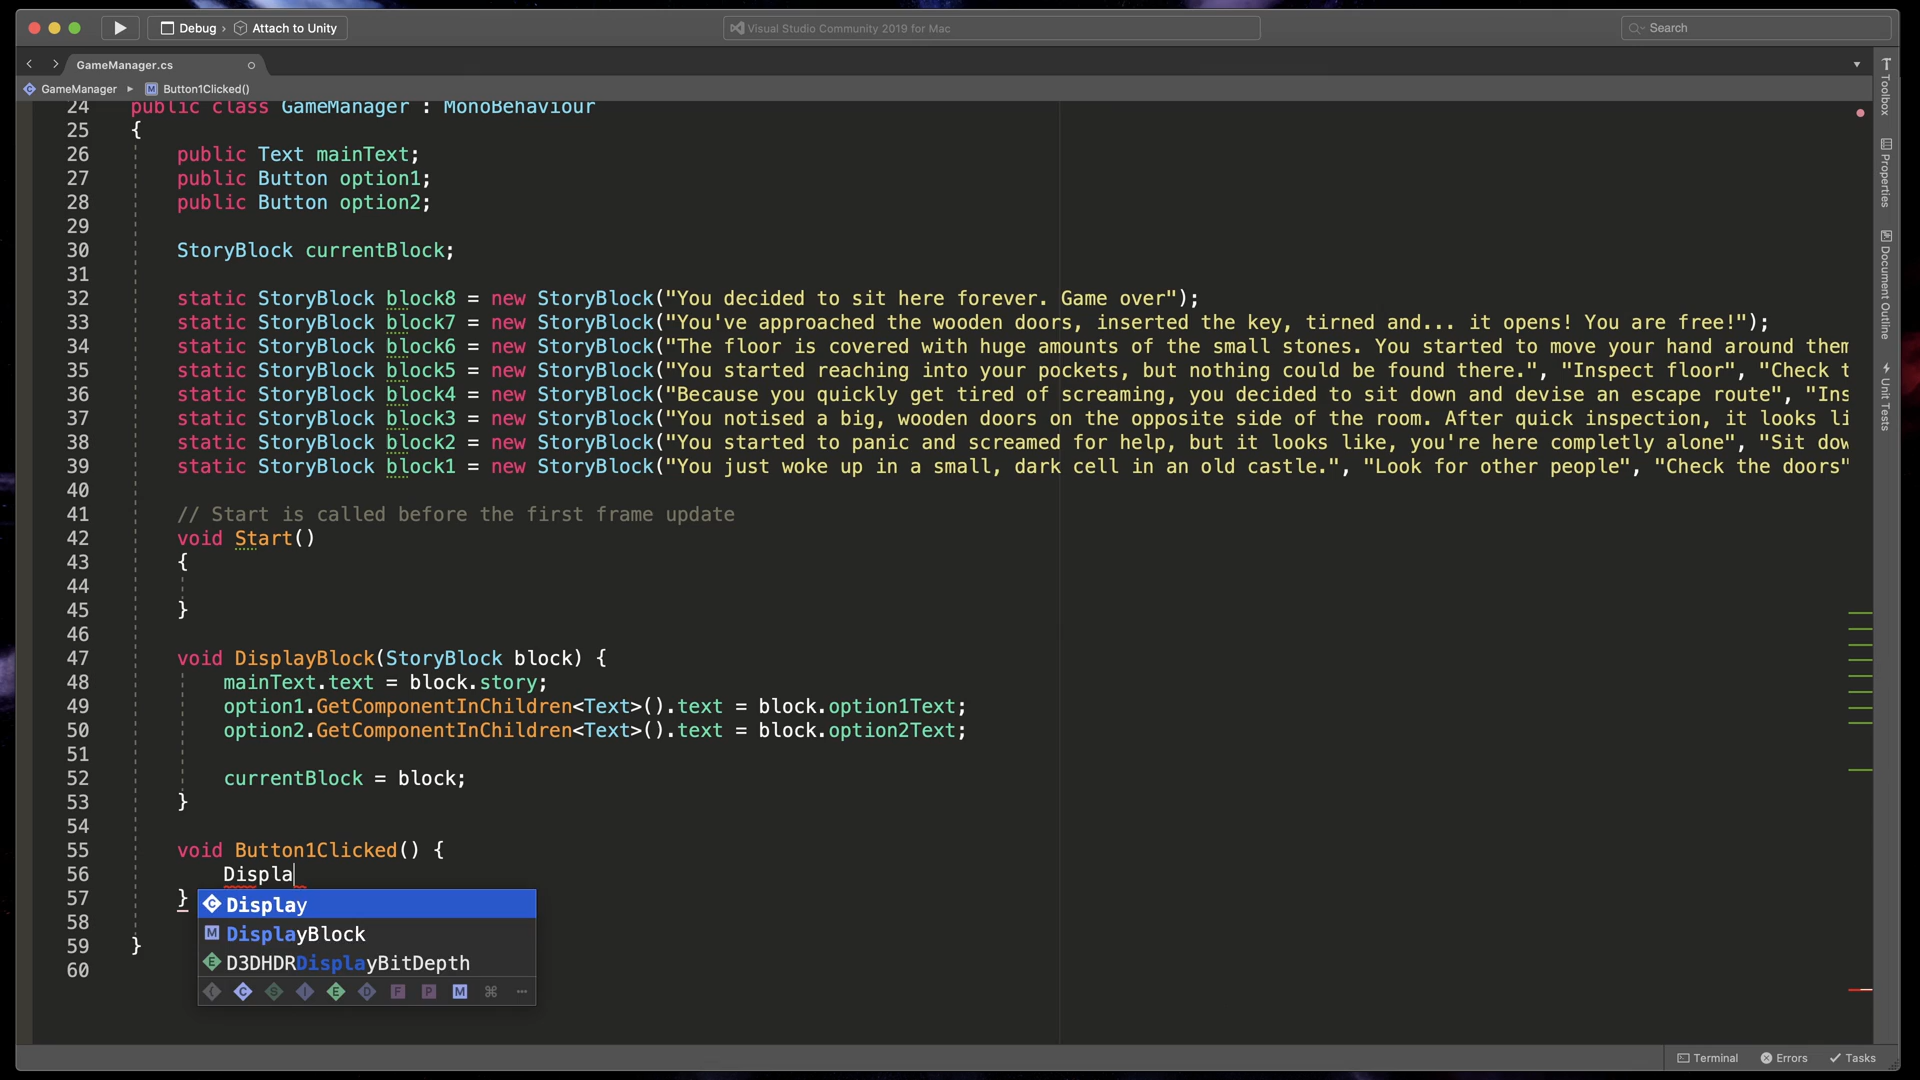 Debug › Attach to Unity
Visual Studio Community 2019 for Mac
Search
GameManager.cs
GameManager ▸ Button1Clicked()
24 public class GameManager : MonoBehaviour
25 {
26 public Text mainText;
27 public Button option1;
28 public Button option2;
29
30 StoryBlock currentBlock;
31
32 static StoryBlock block8 = new StoryBlock("You decided to sit here forever. Game over");
33 static StoryBlock block7 = new StoryBlock("You've approached the wooden doors, inserted the key, tirned and... it opens! You are free!");
34 static StoryBlock block6 = new StoryBlock("The floor is covered with huge amounts of the small stones. You started to move your hand around them
35 static StoryBlock block5 = new StoryBlock("You started reaching into your pockets, but nothing could be found there.", "Inspect floor", "Check t
36 static StoryBlock block4 = new StoryBlock("Because you quickly get tired of screaming, you decided to sit down and devise an escape route", "Ins
37 static StoryBlock block3 = new StoryBlock("You notised a big, wooden doors on the opposite side of the room. After quick inspection, it looks li
38 static StoryBlock block2 = new StoryBlock("You started to panic and screamed for help, but it looks like, you're here completly alone", "Sit dow
39 static StoryBlock block1 = new StoryBlock("You just woke up in a small, dark cell in an old castle.", "Look for other people", "Check the doors"
40
41 // Start is called before the first frame update
42 void Start()
43 {
44
45 }
46
47 void DisplayBlock(StoryBlock block) {
48 mainText.text = block.story;
49 option1.GetComponentInChildren<Text>().text = block.option1Text;
50 option2.GetComponentInChildren<Text>().text = block.option2Text;
51
52 currentBlock = block;
53 }
54
55 void Button1Clicked() {
56 Displa
57 }
58
59 }
60
Display
DisplayBlock
D3DHDRDisplayBitDepth
Toolbox
Properties
Document Outline
Unit Tests
Terminal
Errors
Tasks